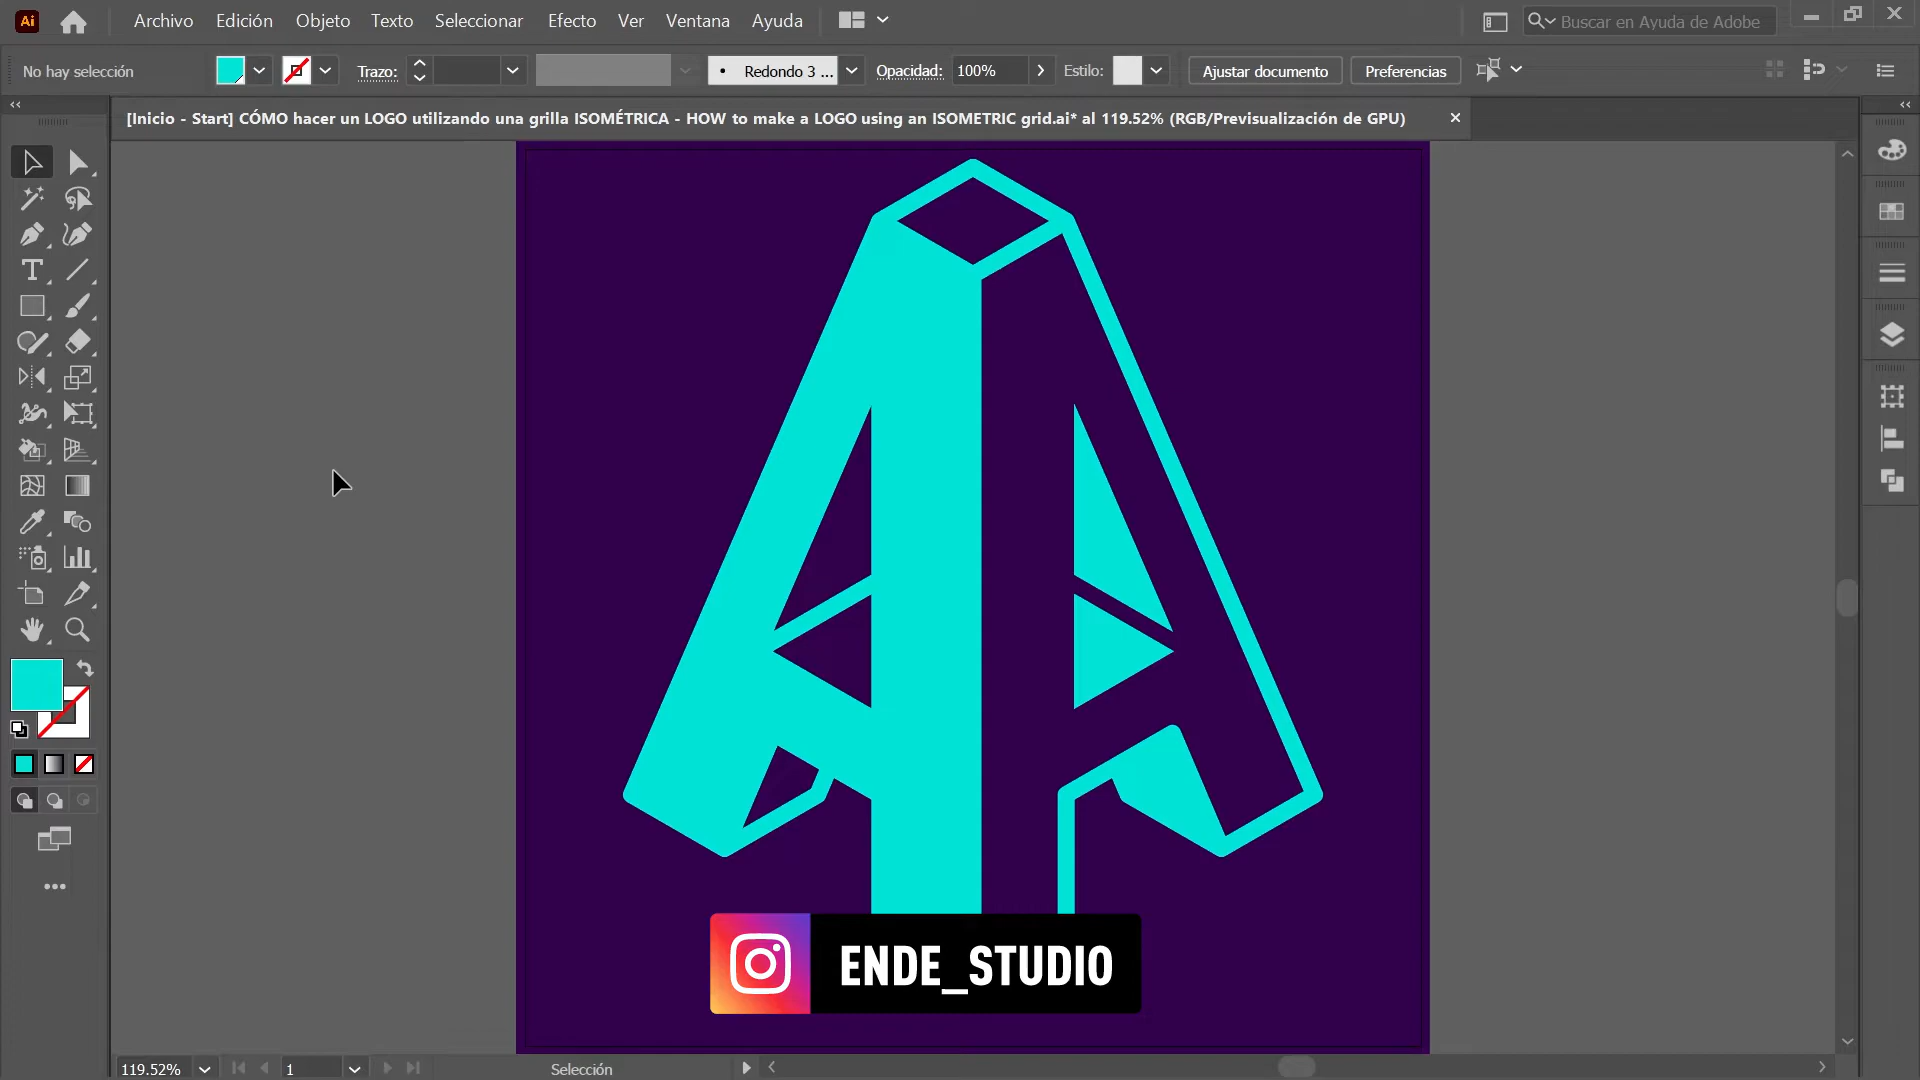 Ai
Archivo Edición Objeto Texto Seleccionar Efecto Ver Ventana Ayuda
Buscar en Ayuda de Adobe
No hay selección
Trazo:
Redondo 3 ...
Opacidad:
100%
Estilo:
Ajustar documento
Preferencias
[Inicio - Start] CÓMO hacer un LOGO utilizando una grilla ISOMÉTRICA - HOW to make a LOGO using an ISOMETRIC grid.ai* al 119.52% (RGB/Previsualización de GPU)
ENDE_STUDIO
119.52%
1
Selección